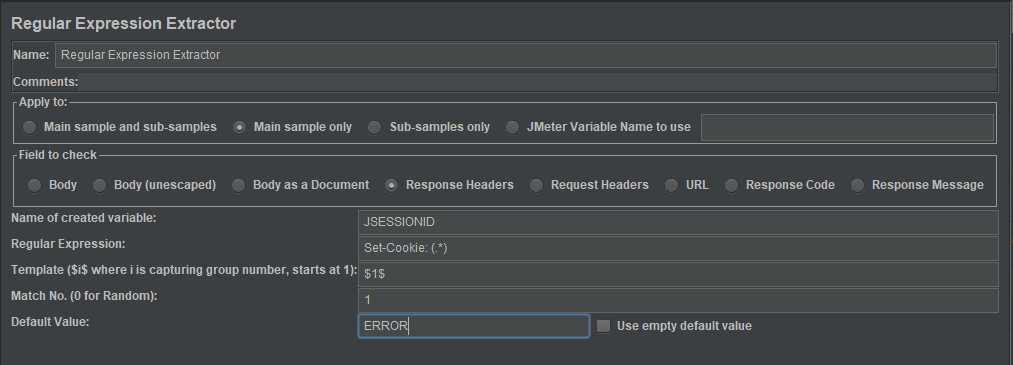 Regular Expression Extractor
Name: Regular Expression Extractor
Comments:
Apply to:
Main sample and sub-samples Main sample only Sub-samples only JMeter Variable Name to use
Field to check
Body Body (unescaped) Body as a Document Response Headers Request Headers URL Response Code Response Message
Name of created variable: JSESSIONID
Regular Expression: Set-Cookie: (.*)
Template ($i$ where i is capturing group number, starts at 1): $1$
Match No. (0 for Random): 1
Default Value: ERROR Use empty default value